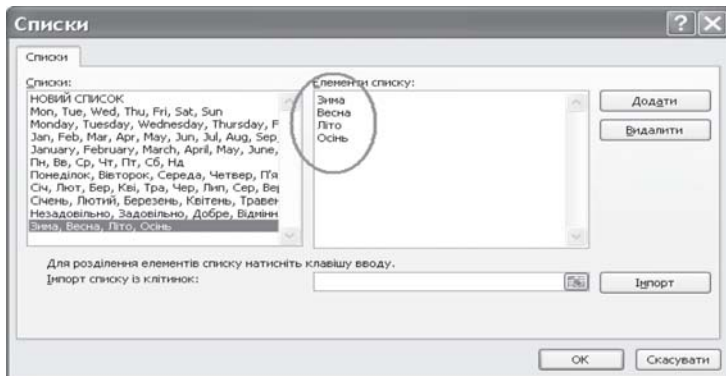 Списки
Списки
Списки:
НОВИЙ СПИСОК
Mon, Tue, Wed, Thu, Fri, Sat, Sun
Monday, Tuesday, Wednesday, Thursday, F
Jan, Feb, Mar, Apr, May, Jun, Jul, Aug, Sep,
January, February, March, April, May, June,
Пн, Вв, Ср, Чт, Пт, Сб, Нд
Понеділок, Вівторок, Середа, Четвер, П'я
Січ, Лют, Бер, Кві, Тра, Чер, Лип, Сер, Вер
Січень, Лютий, Березень, Квітень, Травен
Незадовільно, Задовільно, Добре, Відмінн
Зима, Весна, Літо, Осінь
Елементи списку:
Зима
Весна
Літо
Осінь
Додати
Видалити
Для розділення елементів списку натисніть клавішу вводу.
Імпорт списку із клітинок:
Імпорт
ОК
Скасувати